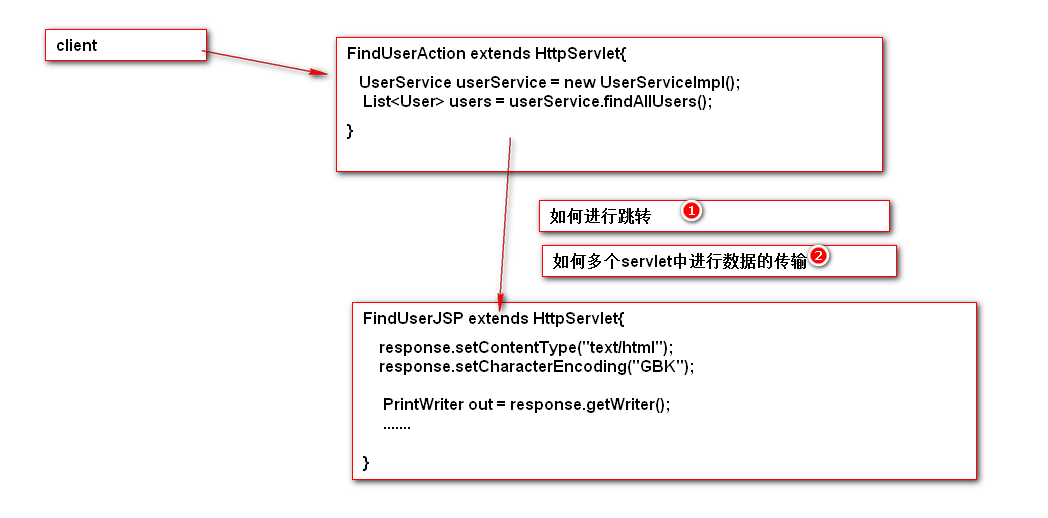 client
FindUserAction extends HttpServlet{
UserService userService = new UserServiceImpl();
List<User> users = userService.findAllUsers();
}
如何进行跳转 1
如何多个servlet中进行数据的传输 2
FindUserJSP extends HttpServlet{
response.setContentType("text/html");
response.setCharacterEncoding("GBK");
PrintWriter out = response.getWriter();
.......
}